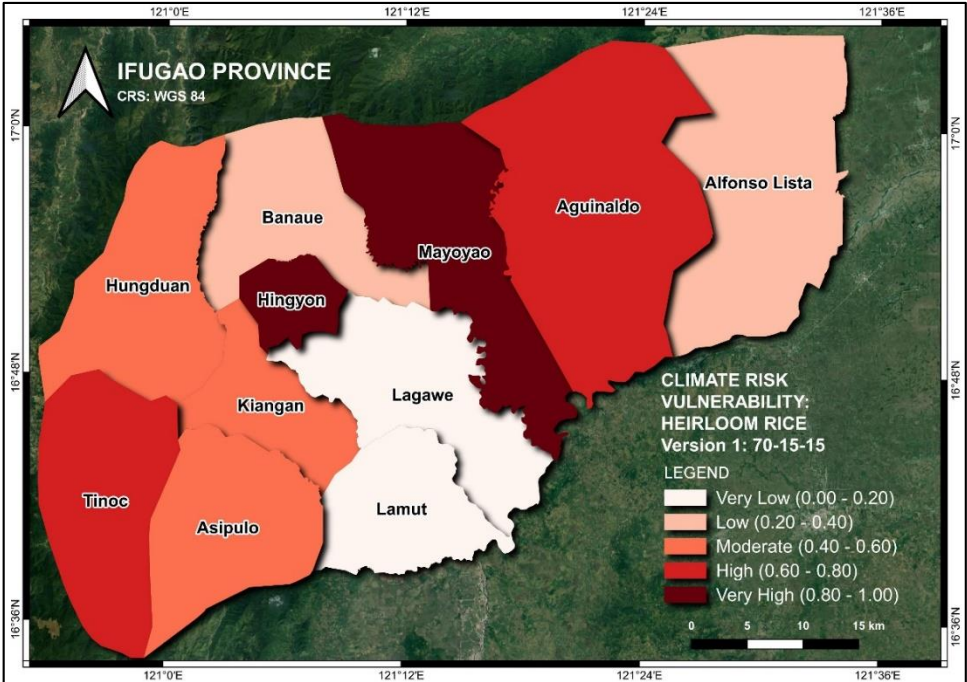 121°0'E 121°12'E 121°24'E 121°36'E
IFUGAO PROVINCE
CRS: WGS 84
17°0'N 17°0'N
Alfonso Lista
Aguinaldo
Banaue
Mayoyao
Hungduan
Hingyon
16°48'N 16°48'N
Lagawe
Kiangan
Tinoc
Lamut
Asipulo
CLIMATE RISK
VULNERABILITY:
HEIRLOOM RICE
Version 1: 70-15-15
LEGEND
Very Low (0.00 - 0.20)
Low (0.20 - 0.40)
Moderate (0.40 - 0.60)
High (0.60 - 0.80)
Very High (0.80 - 1.00)
16°36'N 16°36'N
0 5 10 15 km
121°0'E 121°12'E 121°24'E 121°36'E